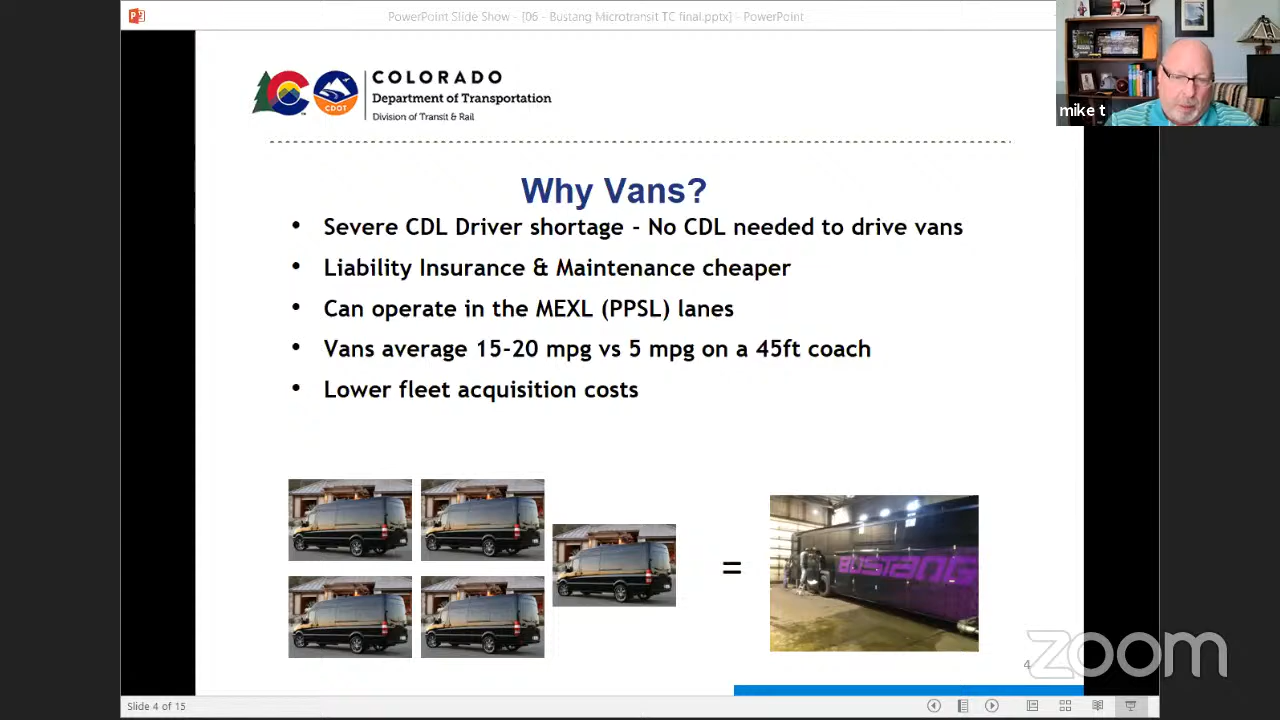 PowerPoint Slide Show - [06 - Bustang Microtransit TC final.pptx] - PowerPoint
mike t
COLORADO
Department of Transportation
Division of Transit & Rail
CDOT
Why Vans?
• Severe CDL Driver shortage - No CDL needed to drive vans
• Liability Insurance & Maintenance cheaper
• Can operate in the MEXL (PPSL) lanes
• Vans average 15-20 mpg vs 5 mpg on a 45ft coach
• Lower fleet acquisition costs
=
BUSTANG
4
zoom
Slide 4 of 15